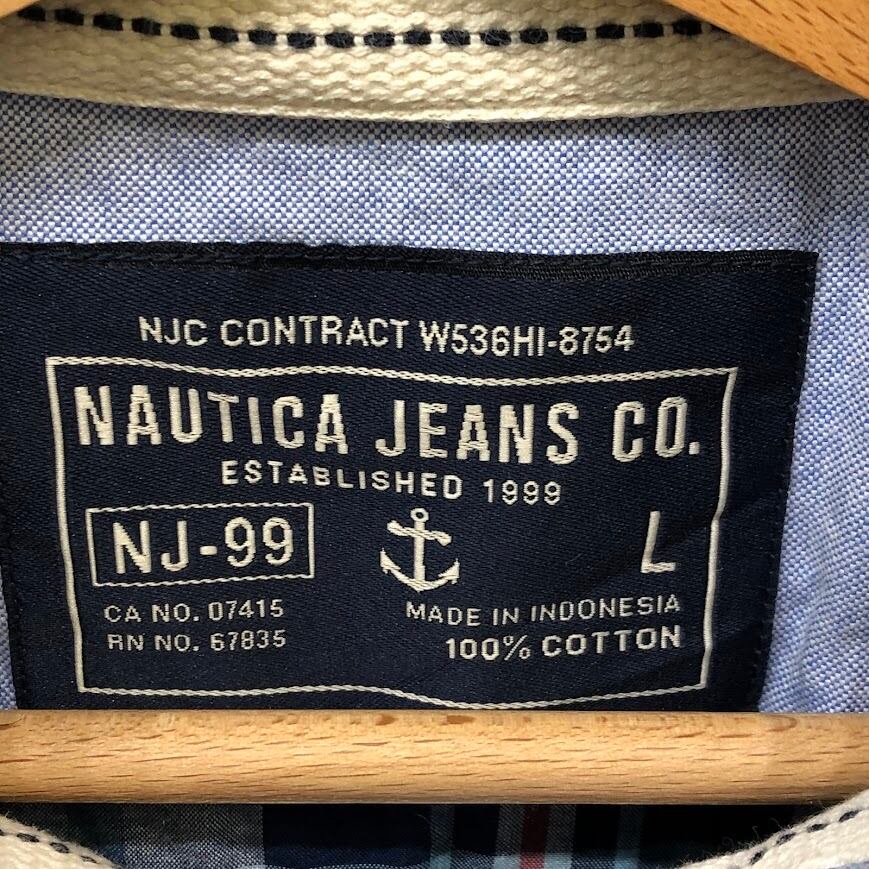 NJC CONTRACT W536HI-8754
NAUTICA JEANS CO.
ESTABLISHED 1999
NJ-99
L
CA NO. 07415
RN NO. 67835
MADE IN INDONESIA
100% COTTON